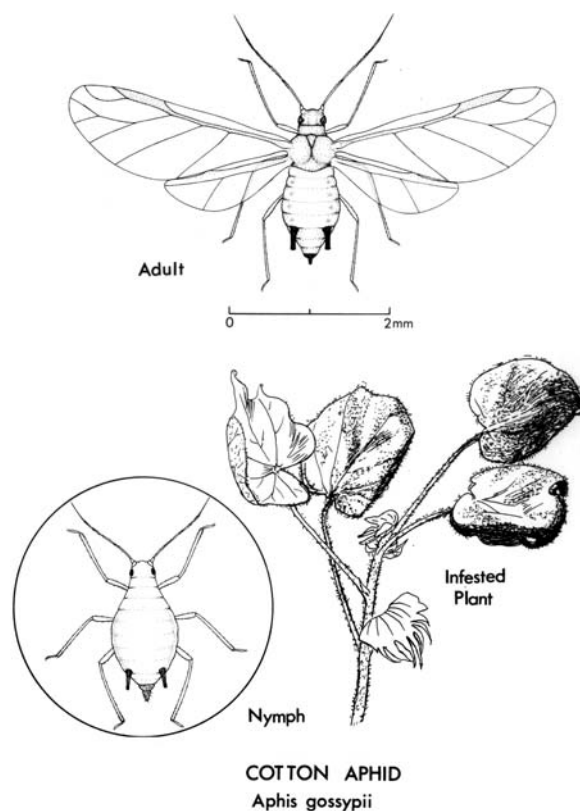 Adult
0 2mm
Infested
Plant
Nymph
COTTON APHID
Aphis gossypii